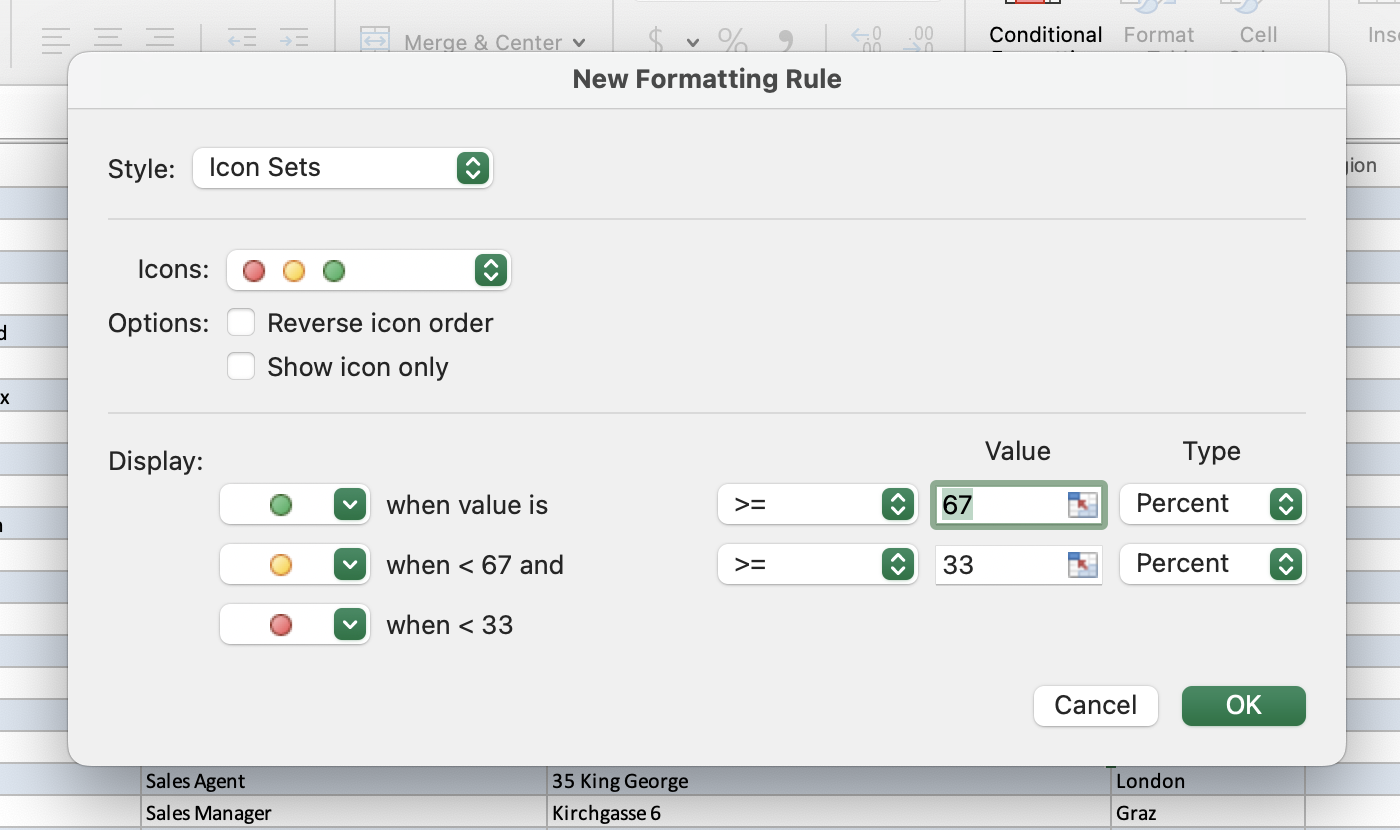 Merge & Center
$ %
.00
Conditional
Format
Cell
New Formatting Rule
Style: Icon Sets
Icons:
Options: Reverse icon order
Show icon only
Display:
Value Type
when value is >= 67 Percent
when < 67 and >= 33 Percent
when < 33
Cancel OK
Sales Agent 35 King George London
Sales Manager Kirchgasse 6 Graz